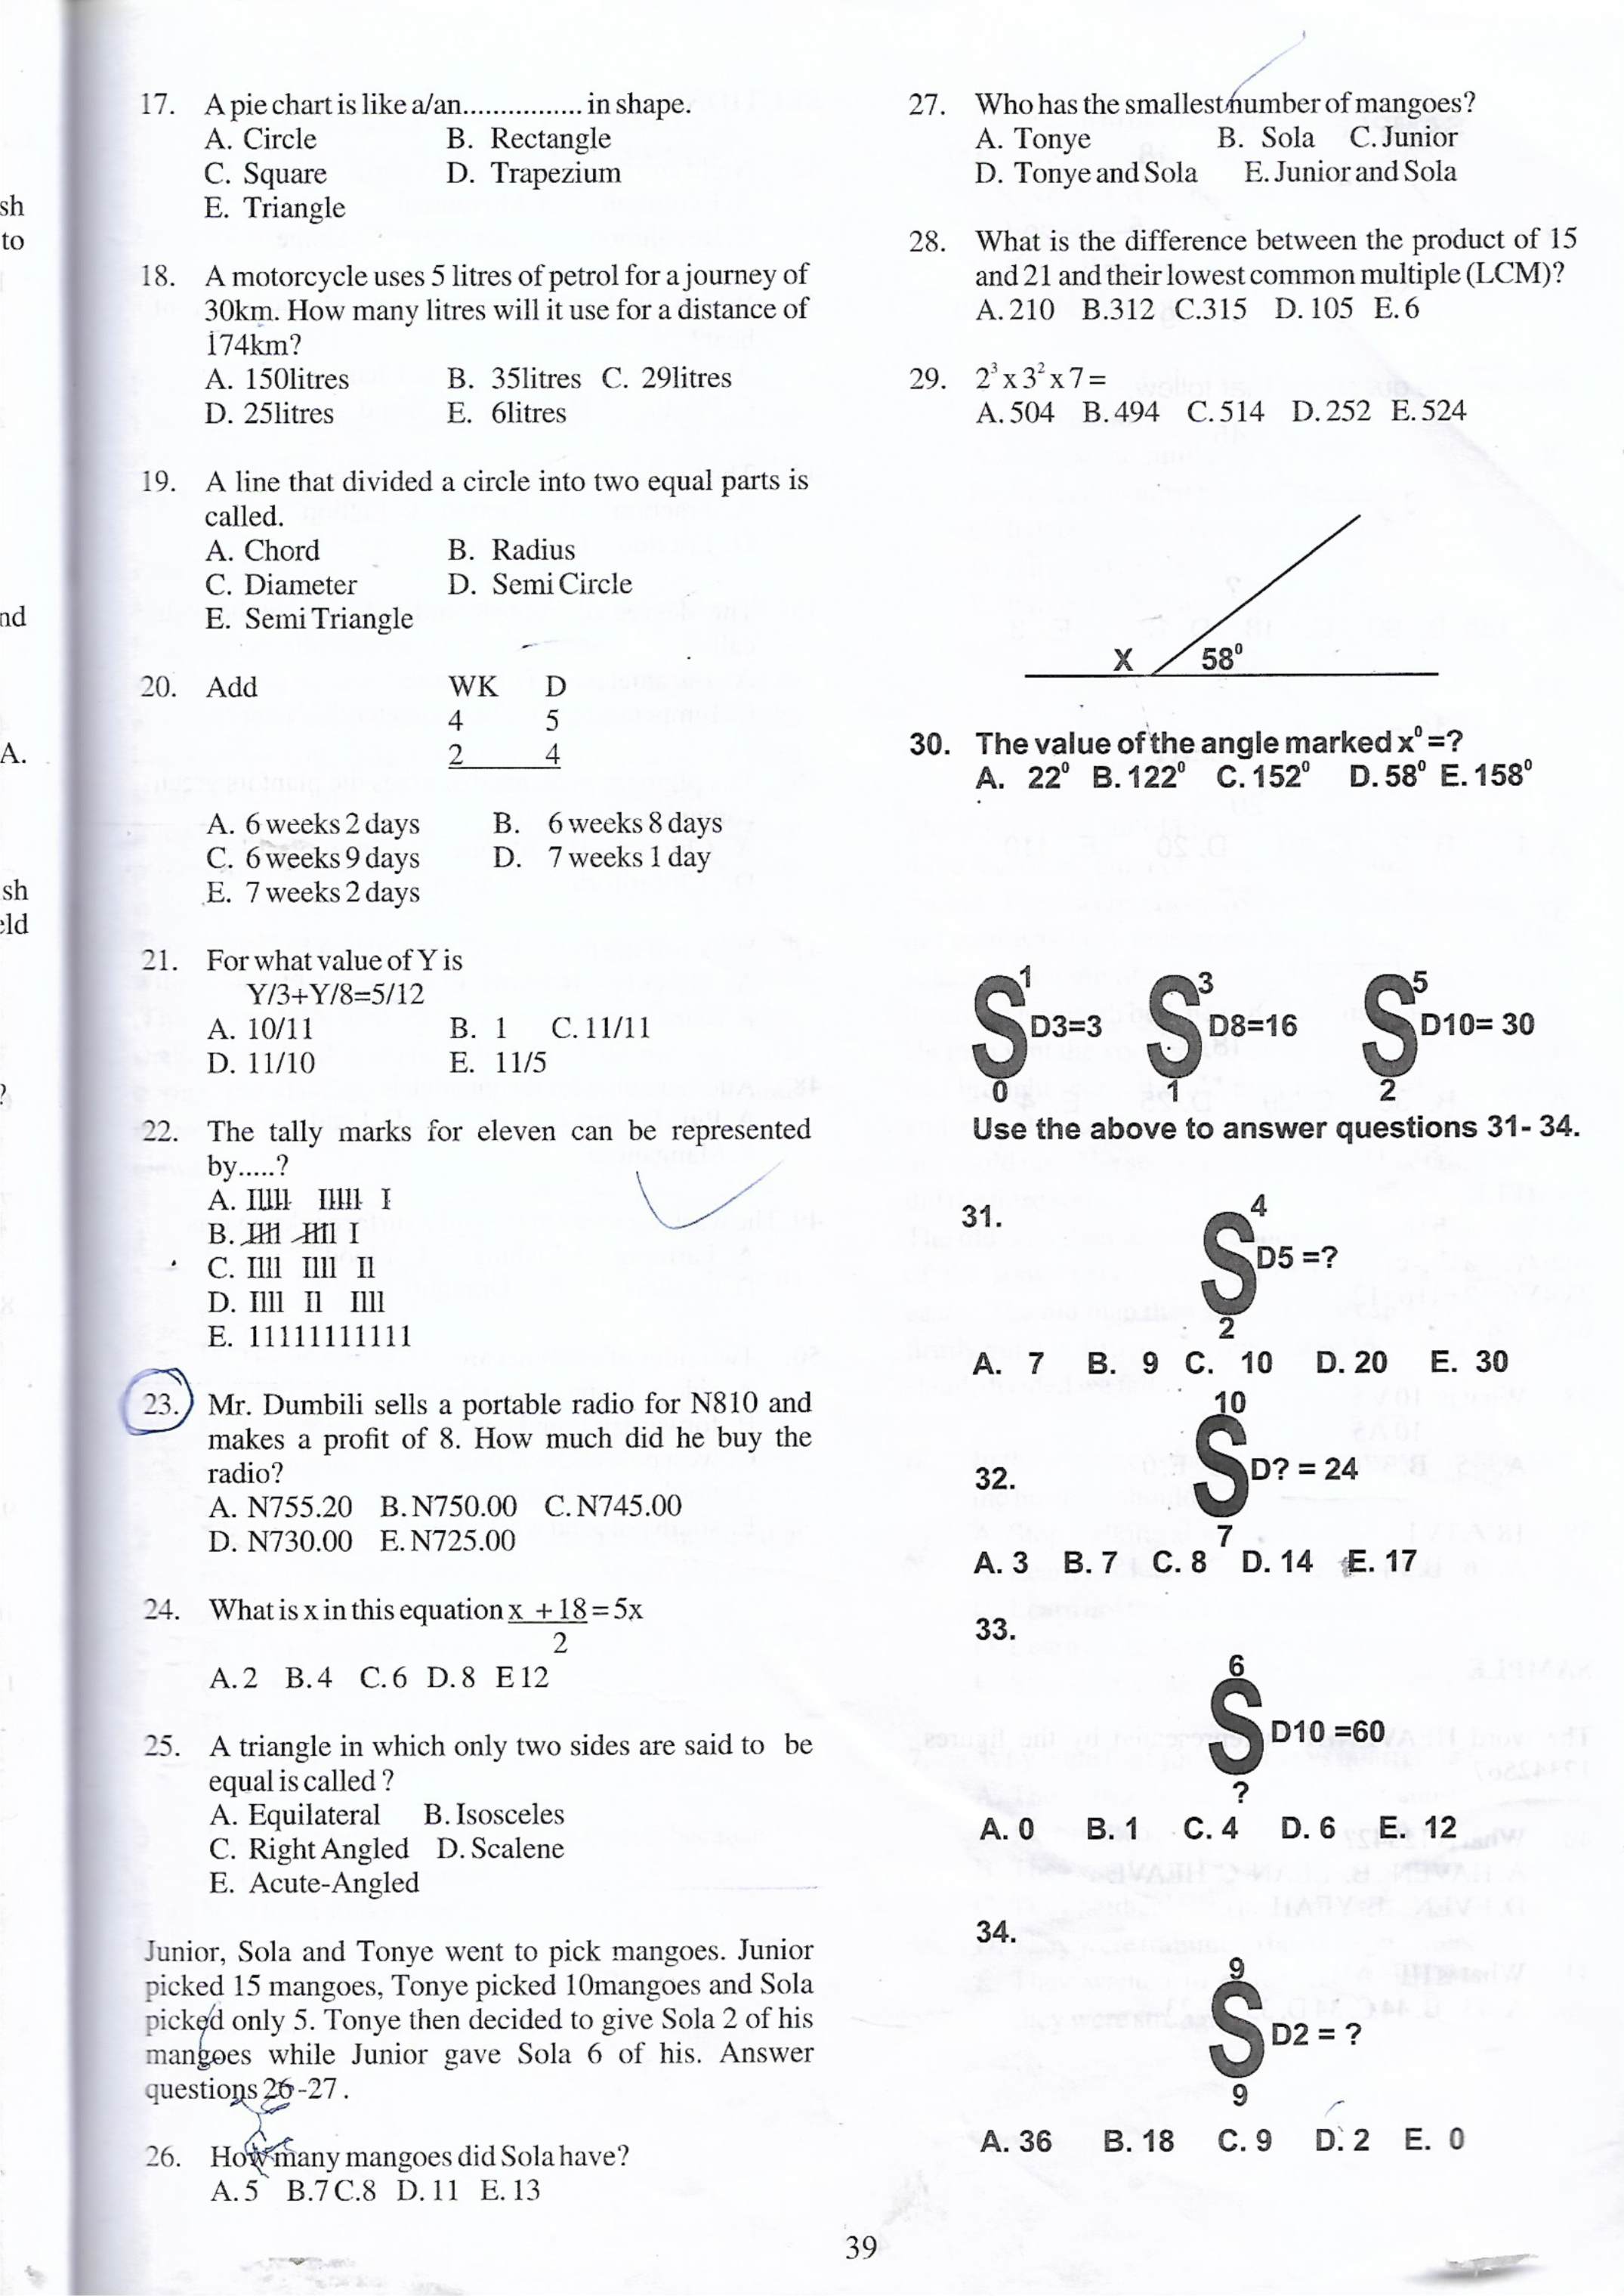 sh
to
nd
A.
sh
eld
?
17. A pie chart is like a/an................ in shape.
A. Circle B. Rectangle
C. Square D. Trapezium
E. Triangle
18. A motorcycle uses 5 litres of petrol for a journey of
30km. How many litres will it use for a distance of
174km?
A. 150litres B. 35litres C. 29litres
D. 25litres E. 6litres
19. A line that divided a circle into two equal parts is
called.
A. Chord B. Radius
C. Diameter D. Semi Circle
E. Semi Triangle
20. Add WK D
4 5
2 4
A. 6 weeks 2 days B. 6 weeks 8 days
C. 6 weeks 9 days D. 7 weeks 1 day
E. 7 weeks 2 days
21. For what value of Y is
Y/3+Y/8=5/12
A. 10/11 B. 1 C. 11/11
D. 11/10 E. 11/5
22. The tally marks for eleven can be represented
by.....?
A. IIIII IIIII I
B. IIII IIII I
C. IIII IIII II
D. IIII II IIII
E. 11111111111
23. Mr. Dumbili sells a portable radio for N810 and
makes a profit of 8. How much did he buy the
radio?
A. N755.20 B. N750.00 C. N745.00
D. N730.00 E. N725.00
24. What is x in this equation x + 18 = 5x
2
A. 2 B. 4 C. 6 D. 8 E 12
25. A triangle in which only two sides are said to be
equal is called ?
A. Equilateral B. Isosceles
C. Right Angled D. Scalene
E. Acute-Angled
Junior, Sola and Tonye went to pick mangoes. Junior
picked 15 mangoes, Tonye picked 10mangoes and Sola
picked only 5. Tonye then decided to give Sola 2 of his
mangoes while Junior gave Sola 6 of his. Answer
questions 26-27.
26. How many mangoes did Sola have?
A. 5 B.7 C.8 D. 11 E. 13
27. Who has the smallest number of mangoes?
A. Tonye B. Sola C. Junior
D. Tonye and Sola E. Junior and Sola
28. What is the difference between the product of 15
and 21 and their lowest common multiple (LCM)?
A. 210 B.312 C.315 D. 105 E. 6
29. 2³ x 3² x 7 =
A. 504 B. 494 C. 514 D. 252 E. 524
X 58⁰
30. The value of the angle marked x⁰ =?
A. 22⁰ B. 122⁰ C. 152⁰ D. 58⁰ E. 158⁰
1 3 5
S D3=3 S D8=16 S D10= 30
0 1 2
Use the above to answer questions 31- 34.
31. 4
S D5 =?
2
A. 7 B. 9 C. 10 D. 20 E. 30
10
32. S D? = 24
7
A. 3 B. 7 C. 8 D. 14 E. 17
33.
6
S D10 =60
?
A. 0 B. 1 C. 4 D. 6 E. 12
34.
9
S D2 = ?
9
A. 36 B. 18 C. 9 D. 2 E. 0
39